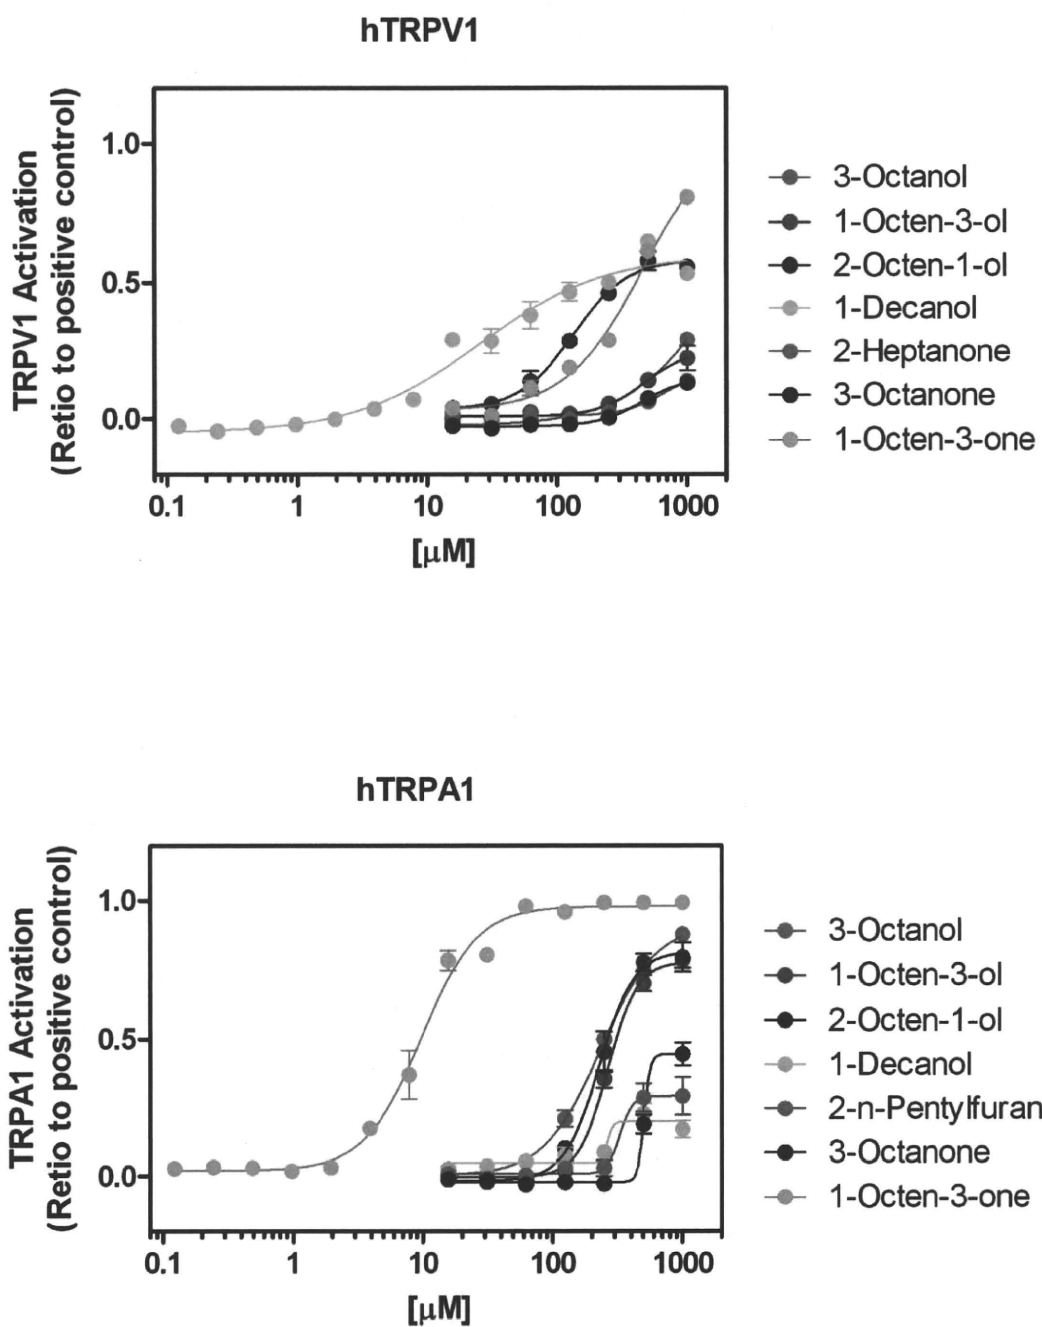 hTRPV1
TRPV1 Activation
(Retio to positive control)
1.0
0.5
0.0
0.1 1 10 100 1000
[μM]
3-Octanol
1-Octen-3-ol
2-Octen-1-ol
1-Decanol
2-Heptanone
3-Octanone
1-Octen-3-one
hTRPA1
TRPA1 Activation
(Retio to positive control)
1.0
0.5
0.0
0.1 1 10 100 1000
[μM]
3-Octanol
1-Octen-3-ol
2-Octen-1-ol
1-Decanol
2-n-Pentylfuran
3-Octanone
1-Octen-3-one